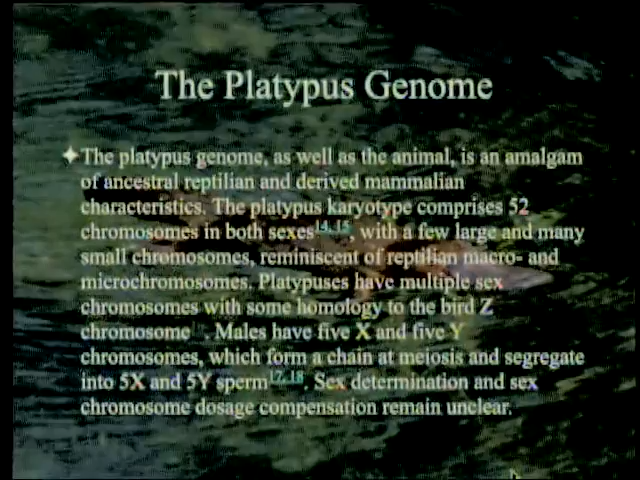 The Platypus Genome
The platypus genome, as well as the animal, is an amalgam
of ancestral reptilian and derived mammalian
characteristics. The platypus karyotype comprises 52
chromosomes in both sexes14, 15, with a few large and many
small chromosomes, reminiscent of reptilian macro- and
microchromosomes. Platypuses have multiple sex
chromosomes with some homology to the bird Z
chromosome . Males have five X and five Y
chromosomes, which form a chain at meiosis and segregate
into 5X and 5Y sperm17, 18. Sex determination and sex
chromosome dosage compensation remain unclear.